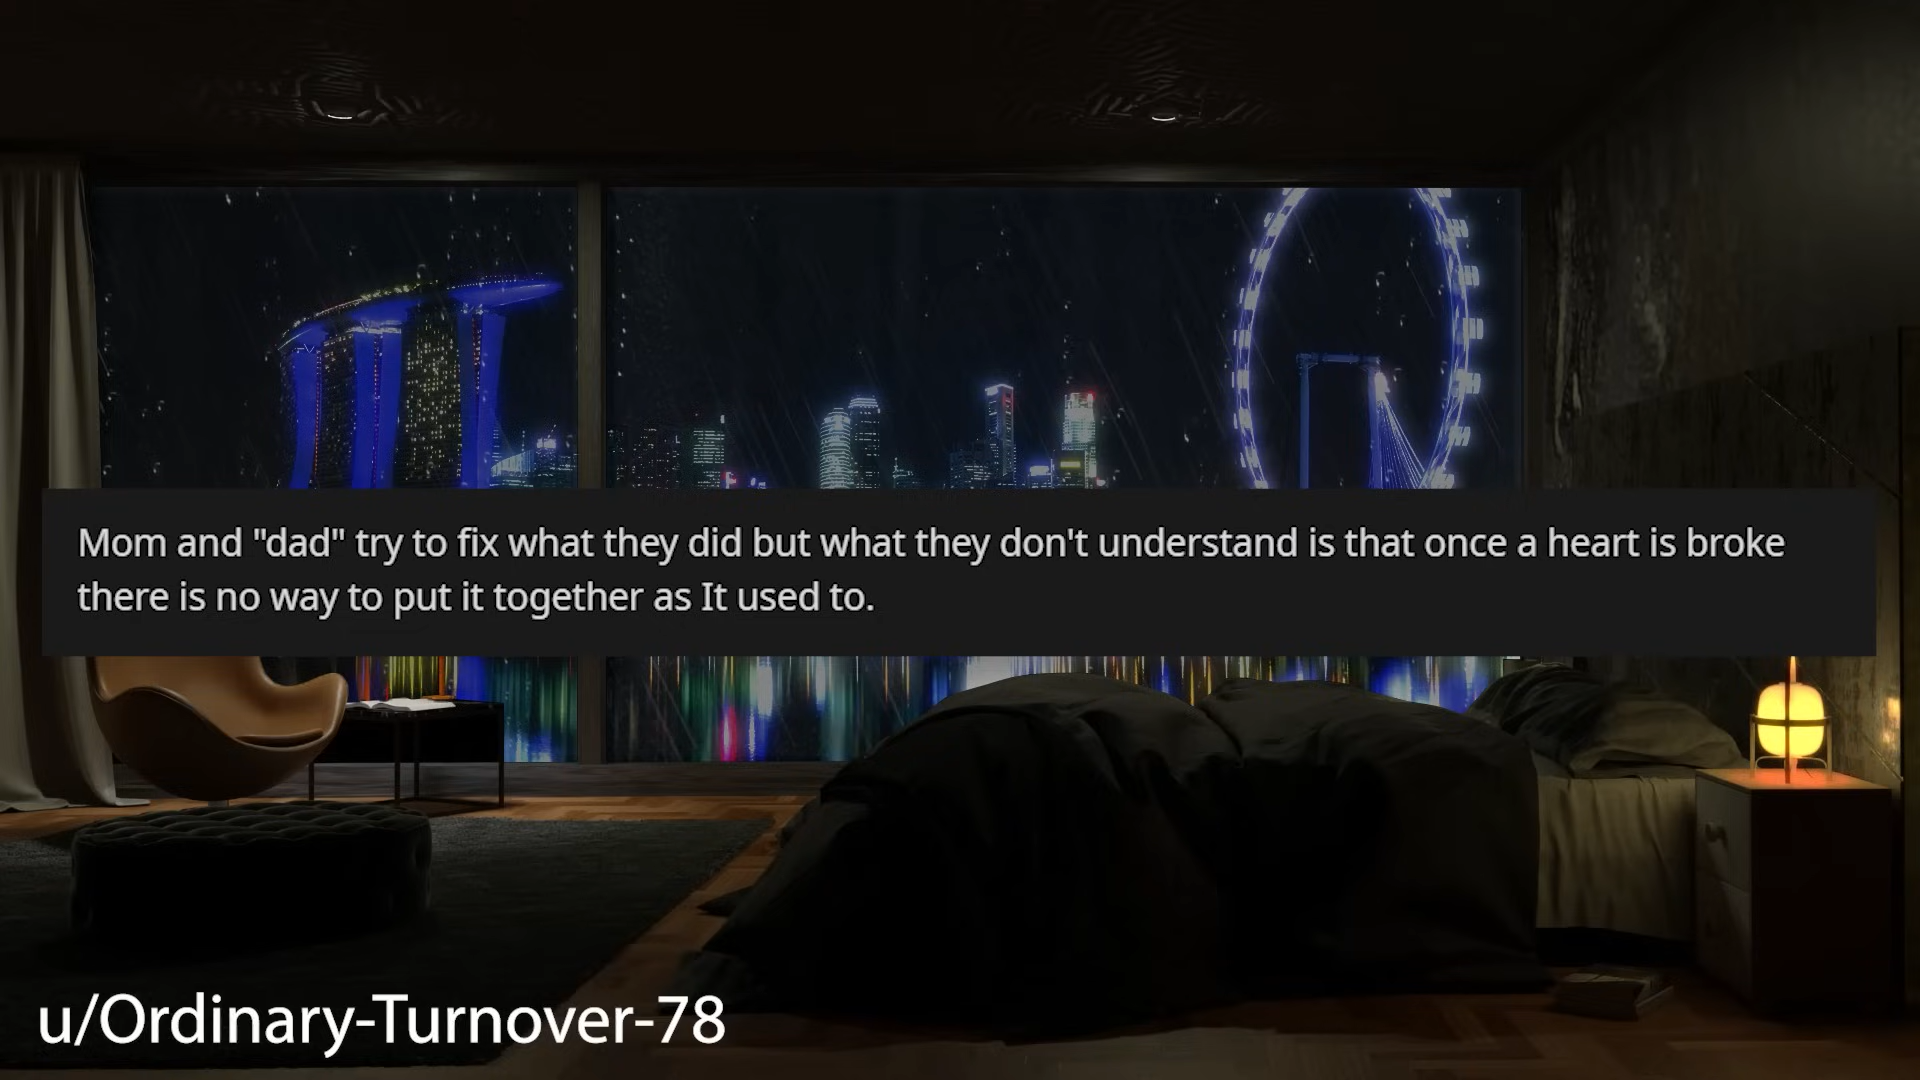 Mom and "dad" try to fix what they did but what they don't understand is that once a heart is broke
there is no way to put it together as It used to.
u/Ordinary-Turnover-78